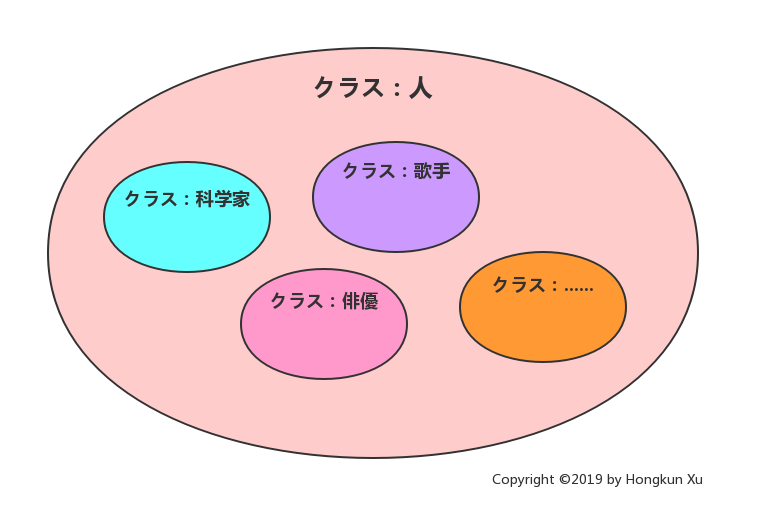 クラス：人
クラス：歌手
クラス：科学家
クラス：......
クラス：俳優
Copyright ©2019 by Hongkun Xu